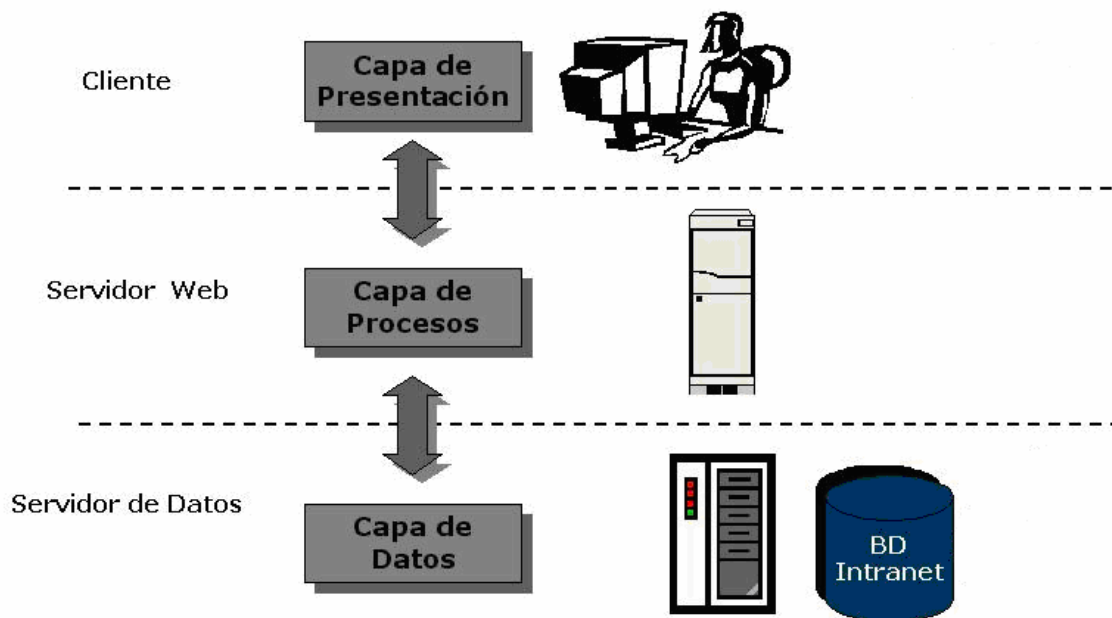 Cliente
Capa de
Presentación
Servidor Web
Capa de
Procesos
Servidor de Datos
Capa de
Datos
BD
Intranet